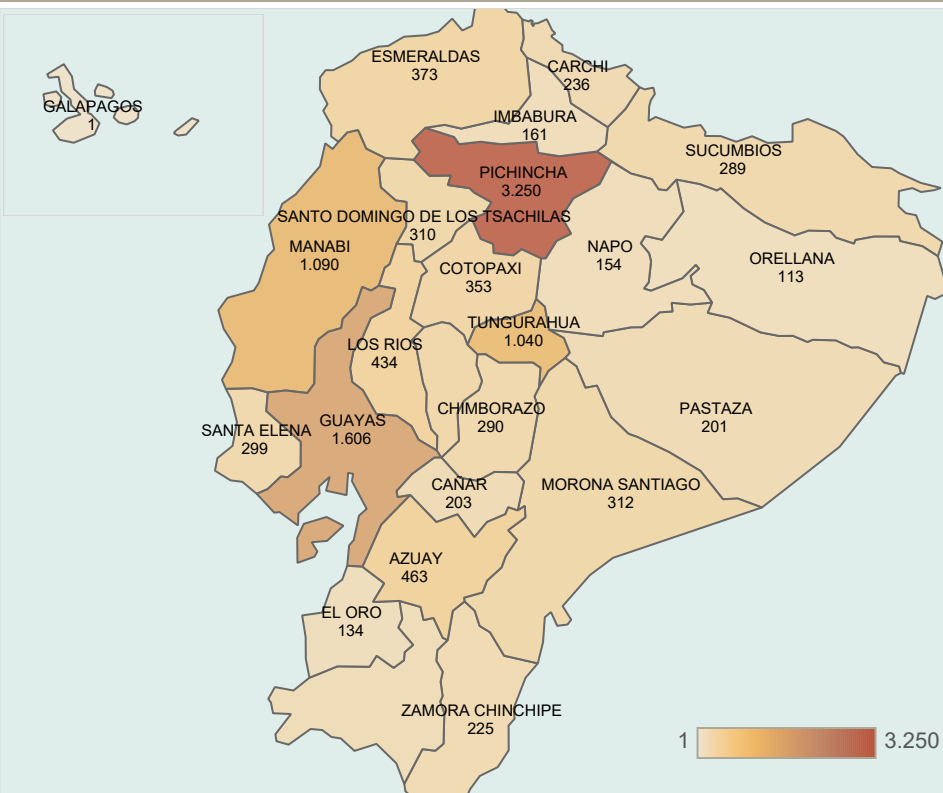 ESMERALDAS
373
CARCHI
236
GALAPAGOS
1
IMBABURA
161
SUCUMBIOS
289
PICHINCHA
3.250
SANTO DOMINGO DE LOS TSACHILAS
310
MANABI
1.090
NAPO
154
ORELLANA
113
COTOPAXI
353
TUNGURAHUA
1.040
LOS RIOS
434
CHIMBORAZO
290
PASTAZA
201
GUAYAS
1.606
SANTA ELENA
299
CAÑAR
203
MORONA SANTIAGO
312
AZUAY
463
EL ORO
134
ZAMORA CHINCHIPE
225
1 3.250